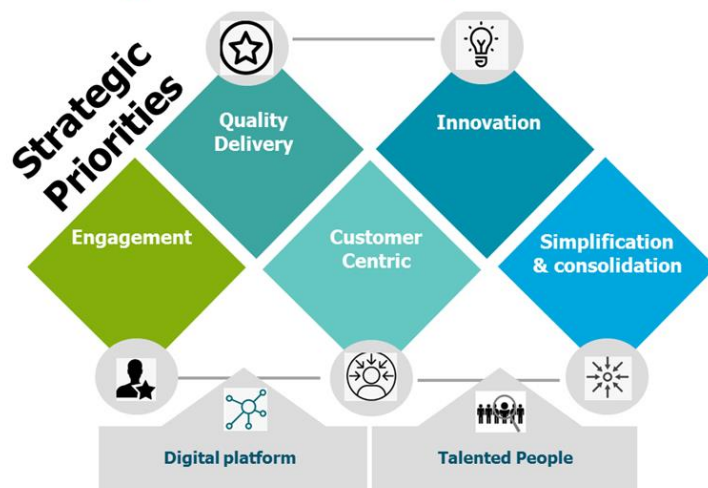 Strategic
Priorities
Quality
Delivery
Innovation
Engagement
Customer
Centric
Simplification
& consolidation
Digital platform
Talented People